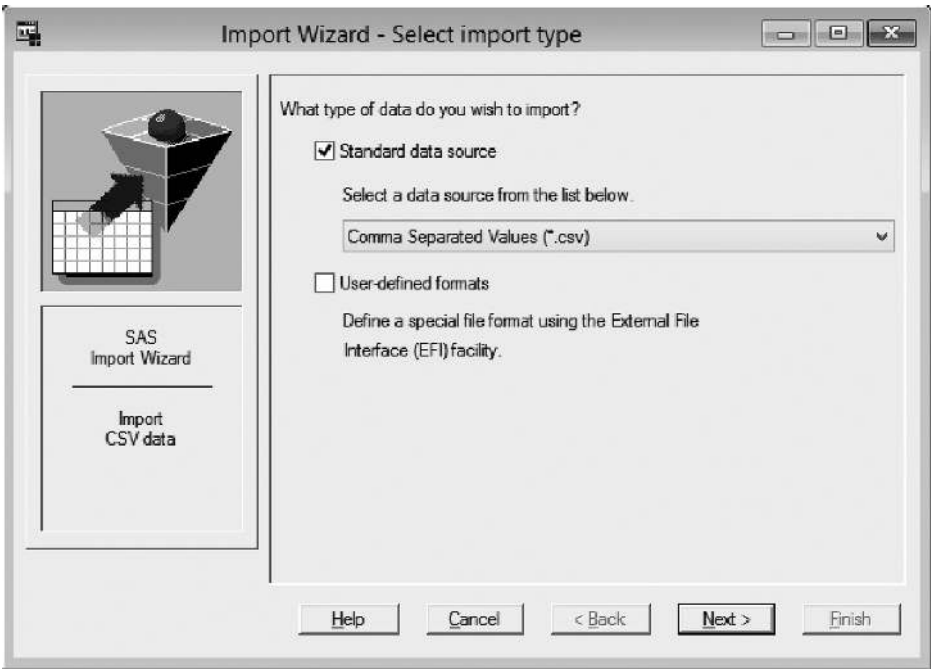 Import Wizard - Select import type
What type of data do you wish to import?
Standard data source
Select a data source from the list below.
Comma Separated Values (*.csv)
User-defined formats
Define a special file format using the External File
Interface (EFI) facility.
SAS
Import Wizard
Import
CSV data
Help
Cancel
< Back
Next >
Finish